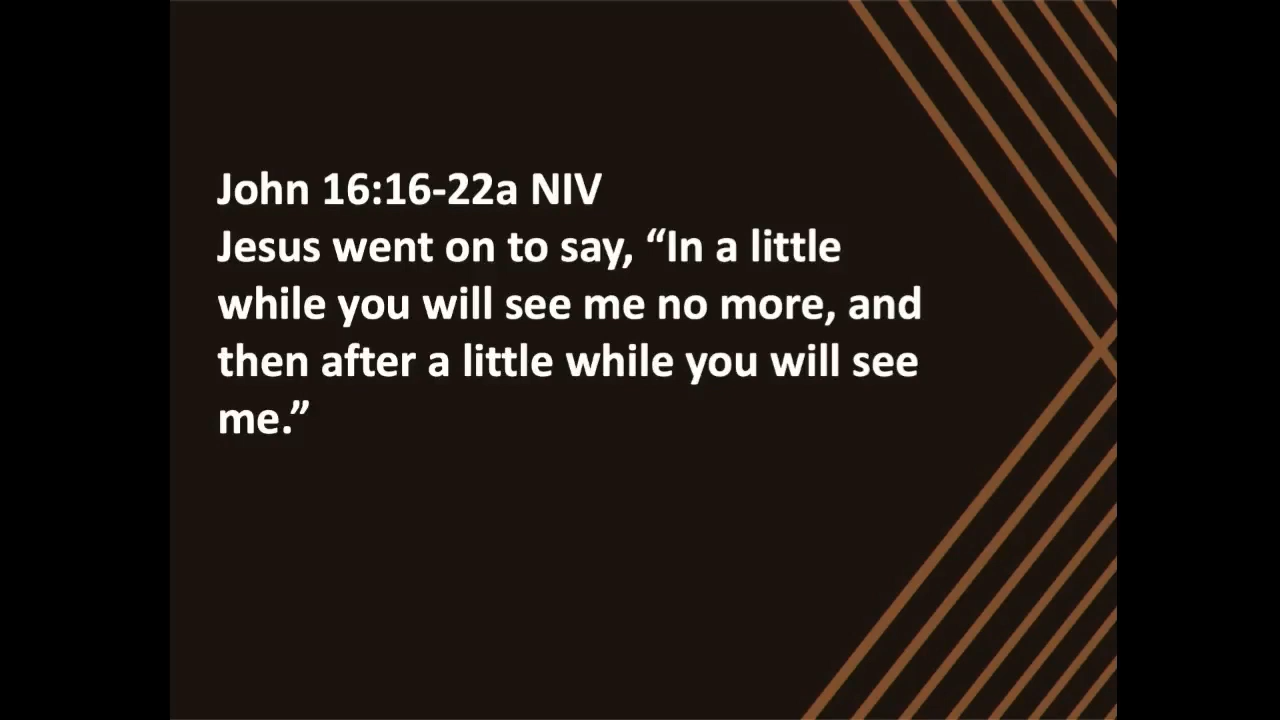 John 16:16-22a NIV
Jesus went on to say, “In a little
while you will see me no more, and
then after a little while you will see
me.”